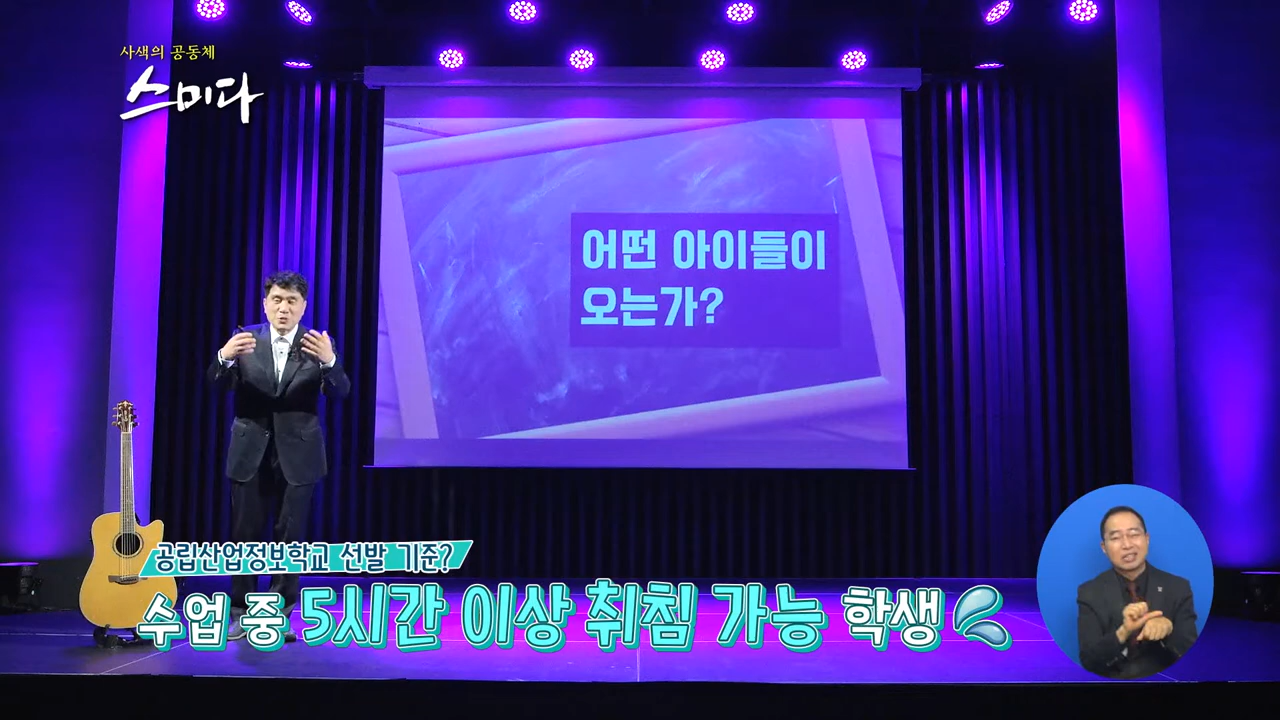 사색의 공동체
스미다
어떤 아이들이
오는가?
공립산업정보학교 선발 기준?
수업 중 5시간 이상 취침 가능 학생